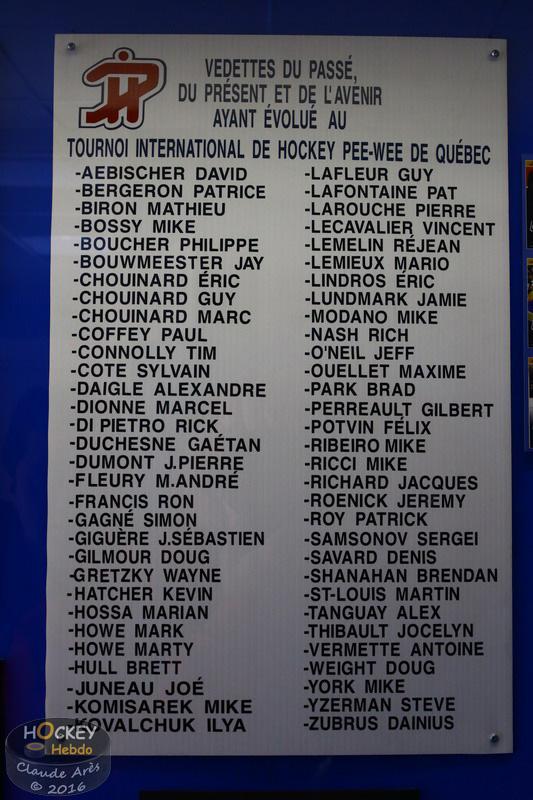 VEDETTES DU PASSÉ,
DU PRÉSENT ET DE L'AVENIR
AYANT ÉVOLUÉ AU
TOURNOI INTERNATIONAL DE HOCKEY PEE-WEE DE QUÉBEC
-AEBISCHER DAVID
-BERGERON PATRICE
-BIRON MATHIEU
-BOSSY MIKE
-BOUCHER PHILIPPE
-BOUWMEESTER JAY
-CHOUINARD ÉRIC
-CHOUINARD GUY
-CHOUINARD MARC
-COFFEY PAUL
-CONNOLLY TIM
-COTE SYLVAIN
-DAIGLE ALEXANDRE
-DIONNE MARCEL
-DI PIETRO RICK
-DUCHESNE GAÉTAN
-DUMONT J.PIERRE
-FLEURY M.ANDRÉ
-FRANCIS RON
-GAGNÉ SIMON
-GIGUÈRE J.SÉBASTIEN
-GILMOUR DOUG
-GRETZKY WAYNE
-HATCHER KEVIN
-HOSSA MARIAN
-HOWE MARK
-HOWE MARTY
-HULL BRETT
-JUNEAU JOÉ
-KOMISAREK MIKE
-KOVALCHUK ILYA
-LAFLEUR GUY
-LAFONTAINE PAT
-LAROUCHE PIERRE
-LECAVALIER VINCENT
-LEMELIN RÉJEAN
-LEMIEUX MARIO
-LINDROS ÉRIC
-LUNDMARK JAMIE
-MODANO MIKE
-NASH RICH
-O'NEIL JEFF
-OUELLET MAXIME
-PARK BRAD
-PERREAULT GILBERT
-POTVIN FÉLIX
-RIBEIRO MIKE
-RICCI MIKE
-RICHARD JACQUES
-ROENICK JEREMY
-ROY PATRICK
-SAMSONOV SERGEI
-SAVARD DENIS
-SHANAHAN BRENDAN
-ST-LOUIS MARTIN
-TANGUAY ALEX
-THIBAULT JOCELYN
-VERMETTE ANTOINE
-WEIGHT DOUG
-YORK MIKE
-YZERMAN STEVE
-ZUBRUS DAINIUS
HOCKEY
Hebdo
Claude Arès
© 2016